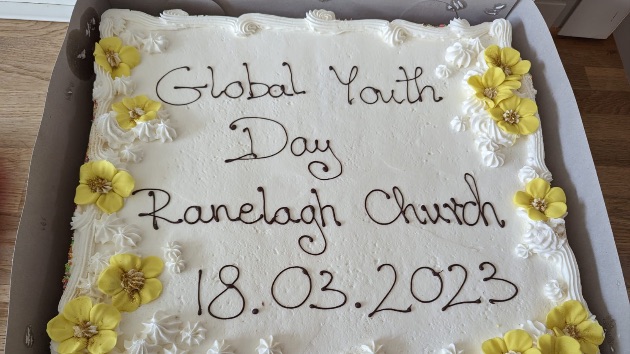 Global Youth
Day
Ranelagh Church
18.03.2023